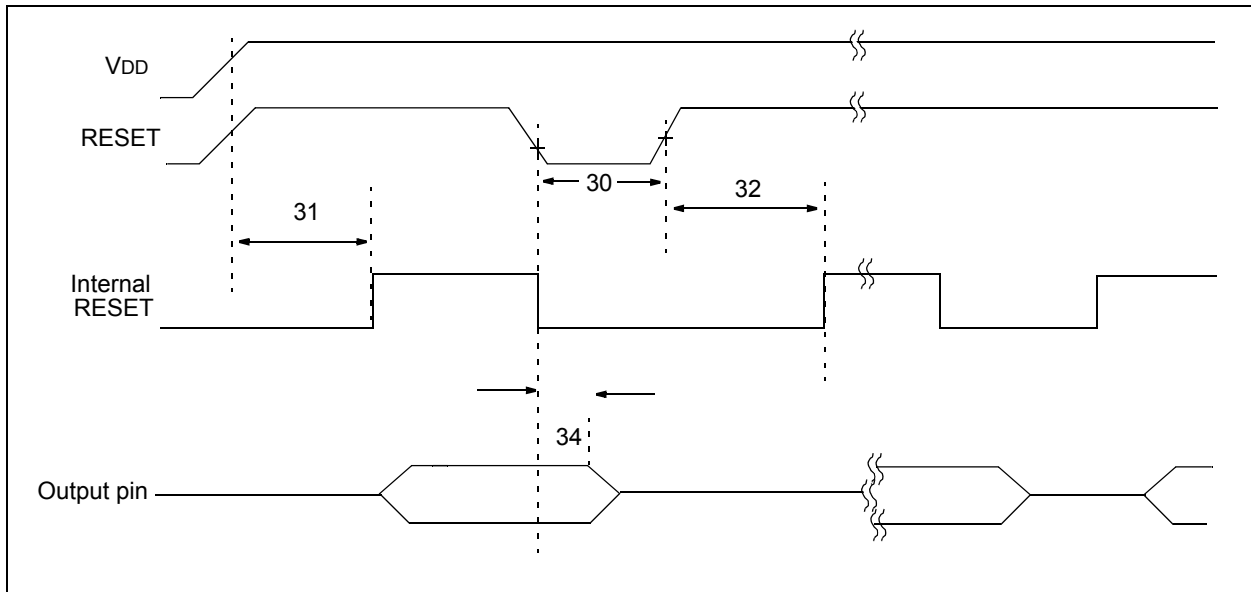 VDD
RESET
30
32
31
Internal
RESET
34
Output pin